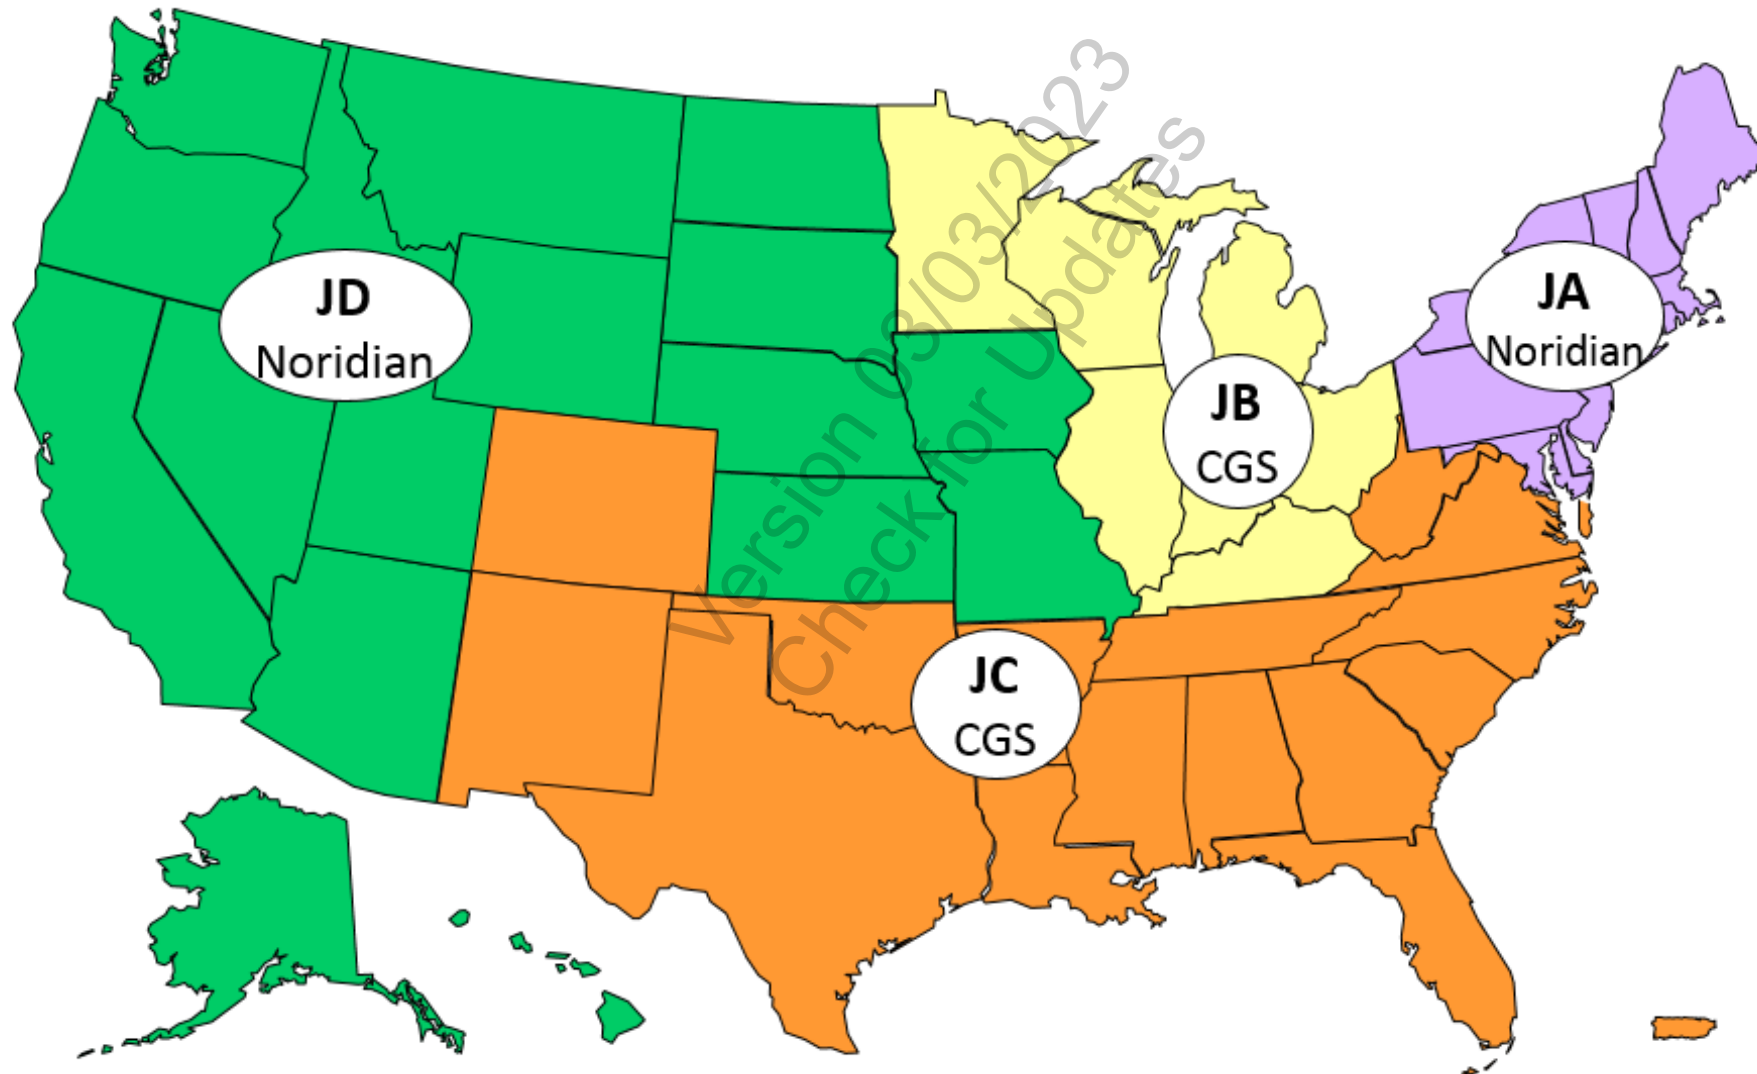 JD
Noridian
JA
Noridian
JB
CGS
JC
CGS
Version 03/03/2023
Check for Updates